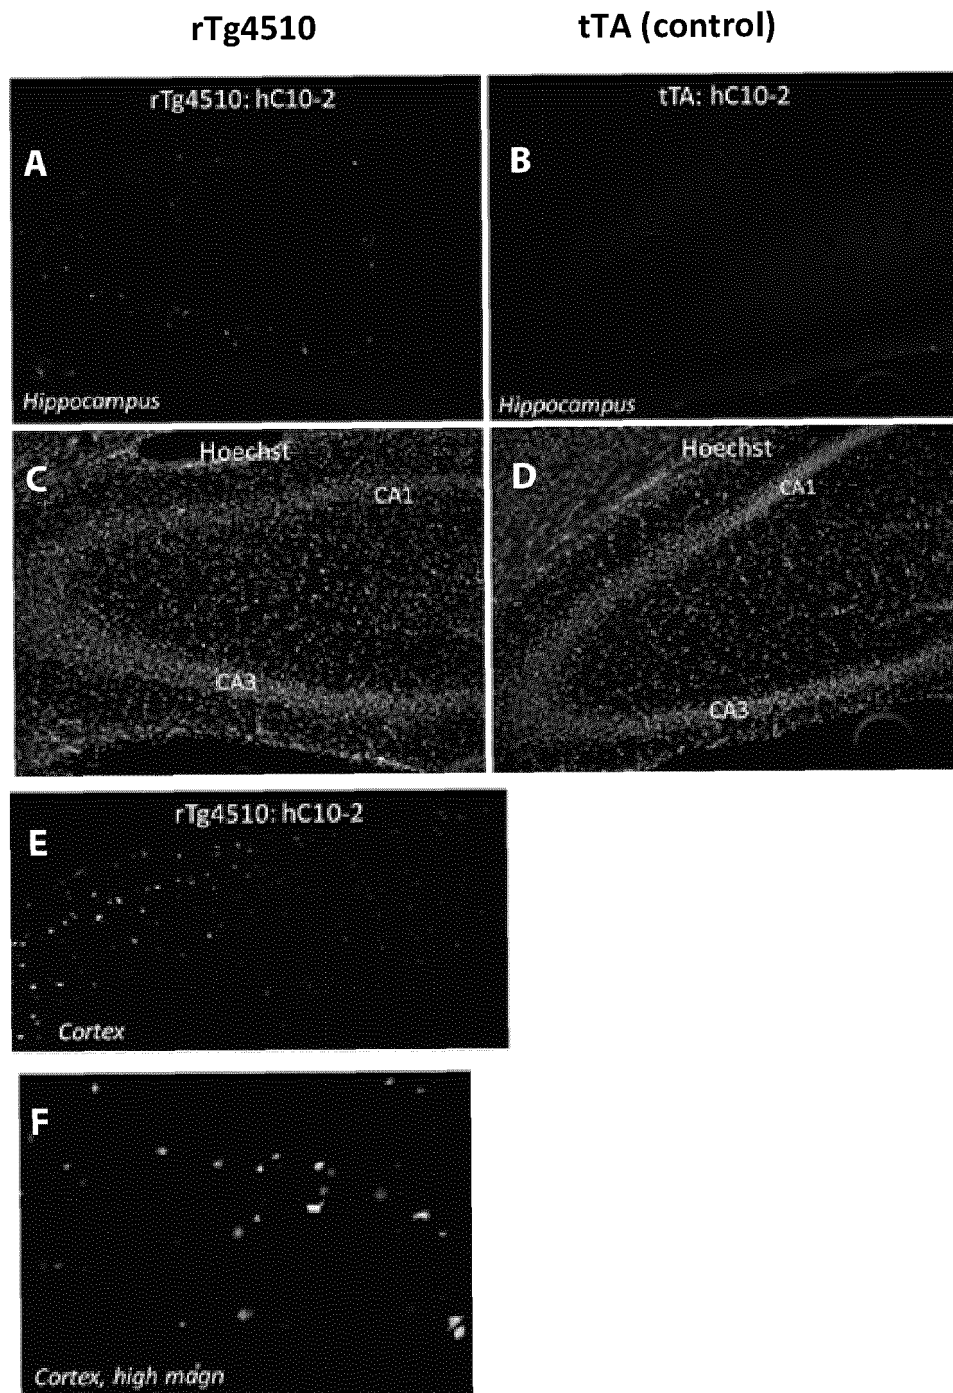 rTg4510 tTA (control)
rTg4510: hC10-2 tTA: hC10-2
A B
Hippocampus Hippocampus
Hoechst Hoechst
C D
CA1 CA1
CA3 CA3
rTg4510: hC10-2
E
Cortex
F
Cortex, high magn